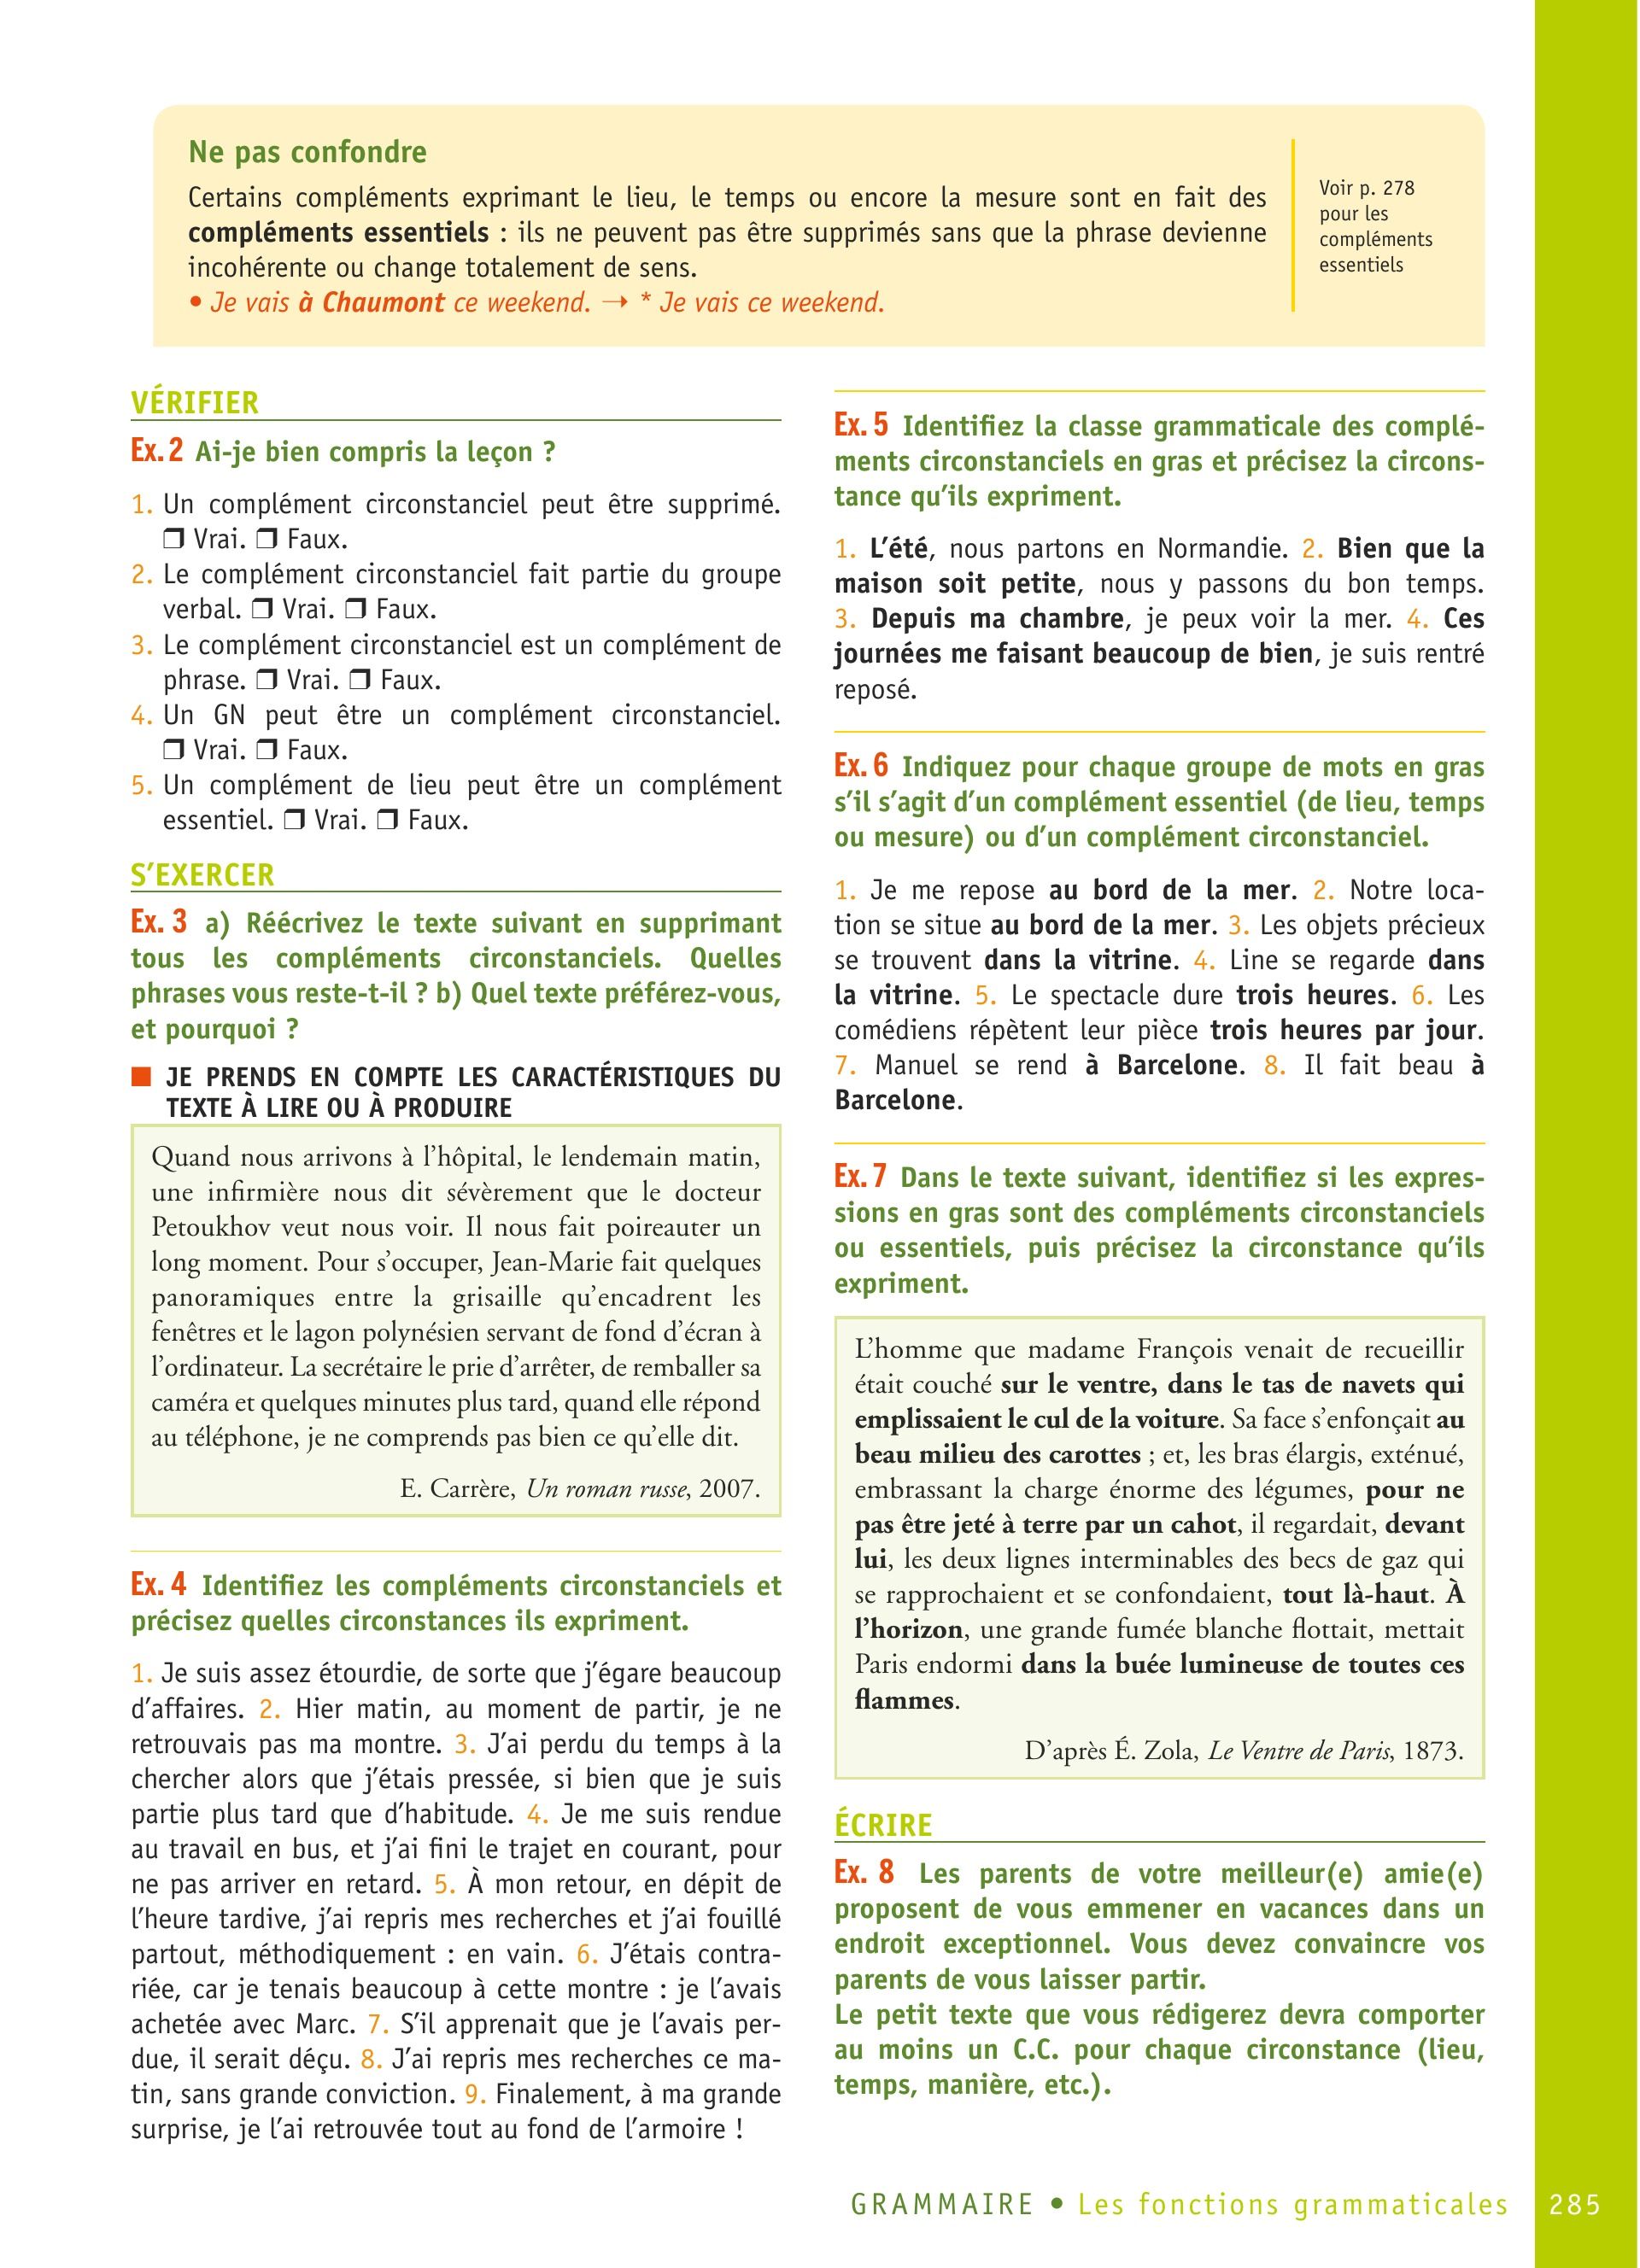 Ne pas confondre
Certains compléments exprimant le lieu, le temps ou encore la mesure sont en fait des
compléments essentiels : ils ne peuvent pas être supprimés sans que la phrase devienne
incohérente ou change totalement de sens.
• Je vais à Chaumont ce weekend. → * Je vais ce weekend.
Voir p. 278
pour les
compléments
essentiels
VÉRIFIER
Ex. 2 Ai-je bien compris la leçon ?
1. Un complément circonstanciel peut être supprimé.
❒ Vrai. ❒ Faux.
2. Le complément circonstanciel fait partie du groupe
verbal. ❒ Vrai. ❒ Faux.
3. Le complément circonstanciel est un complément de
phrase. ❒ Vrai. ❒ Faux.
4. Un GN peut être un complément circonstanciel.
❒ Vrai. ❒ Faux.
5. Un complément de lieu peut être un complément
essentiel. ❒ Vrai. ❒ Faux.
S'EXERCER
Ex. 3 a) Réécrivez le texte suivant en supprimant
tous les compléments circonstanciels. Quelles
phrases vous reste-t-il ? b) Quel texte préférez-vous,
et pourquoi ?
■ JE PRENDS EN COMPTE LES CARACTÉRISTIQUES DU
TEXTE À LIRE OU À PRODUIRE
Quand nous arrivons à l'hôpital, le lendemain matin,
une infirmière nous dit sévèrement que le docteur
Petoukhov veut nous voir. Il nous fait poireauter un
long moment. Pour s'occuper, Jean-Marie fait quelques
panoramiques entre la grisaille qu'encadrent les
fenêtres et le lagon polynésien servant de fond d'écran à
l'ordinateur. La secrétaire le prie d'arrêter, de remballer sa
caméra et quelques minutes plus tard, quand elle répond
au téléphone, je ne comprends pas bien ce qu'elle dit.
E. Carrère, Un roman russe, 2007.
Ex. 4 Identifiez les compléments circonstanciels et
précisez quelles circonstances ils expriment.
1. Je suis assez étourdie, de sorte que j'égare beaucoup
d'affaires. 2. Hier matin, au moment de partir, je ne
retrouvais pas ma montre. 3. J'ai perdu du temps à la
chercher alors que j'étais pressée, si bien que je suis
partie plus tard que d'habitude. 4. Je me suis rendue
au travail en bus, et j'ai fini le trajet en courant, pour
ne pas arriver en retard. 5. À mon retour, en dépit de
l'heure tardive, j'ai repris mes recherches et j'ai fouillé
partout, méthodiquement : en vain. 6. J'étais contra-
riée, car je tenais beaucoup à cette montre : je l'avais
achetée avec Marc. 7. S'il apprenait que je l'avais per-
due, il serait déçu. 8. J'ai repris mes recherches ce ma-
tin, sans grande conviction. 9. Finalement, à ma grande
surprise, je l'ai retrouvée tout au fond de l'armoire !
Ex. 5 Identifiez la classe grammaticale des complé-
ments circonstanciels en gras et précisez la circons-
tance qu'ils expriment.
1. L'été, nous partons en Normandie. 2. Bien que la
maison soit petite, nous y passons du bon temps.
3. Depuis ma chambre, je peux voir la mer. 4. Ces
journées me faisant beaucoup de bien, je suis rentré
reposé.
Ex. 6 Indiquez pour chaque groupe de mots en gras
s'il s'agit d'un complément essentiel (de lieu, temps
ou mesure) ou d'un complément circonstanciel.
1. Je me repose au bord de la mer. 2. Notre loca-
tion se situe au bord de la mer. 3. Les objets précieux
se trouvent dans la vitrine. 4. Line se regarde dans
la vitrine. 5. Le spectacle dure trois heures. 6. Les
comédiens répètent leur pièce trois heures par jour.
7. Manuel se rend à Barcelone. 8. Il fait beau à
Barcelone.
Ex. 7 Dans le texte suivant, identifiez si les expres-
sions en gras sont des compléments circonstanciels
ou essentiels, puis précisez la circonstance qu'ils
expriment.
L'homme que madame François venait de recueillir
était couché sur le ventre, dans le tas de navets qui
emplissaient le cul de la voiture. Sa face s'enfonçait au
beau milieu des carottes ; et, les bras élargis, exténué,
embrassant la charge énorme des légumes, pour ne
pas être jeté à terre par un cahot, il regardait, devant
lui, les deux lignes interminables des becs de gaz qui
se rapprochaient et se confondaient, tout là-haut. À
l'horizon, une grande fumée blanche flottait, mettait
Paris endormi dans la buée lumineuse de toutes ces
flammes.
D'après É. Zola, Le Ventre de Paris, 1873.
ÉCRIRE
Ex. 8 Les parents de votre meilleur(e) amie(e)
proposent de vous emmener en vacances dans un
endroit exceptionnel. Vous devez convaincre vos
parents de vous laisser partir.
Le petit texte que vous rédigerez devra comporter
au moins un C.C. pour chaque circonstance (lieu,
temps, manière, etc.).
GRAMMAIRE • Les fonctions grammaticales 285